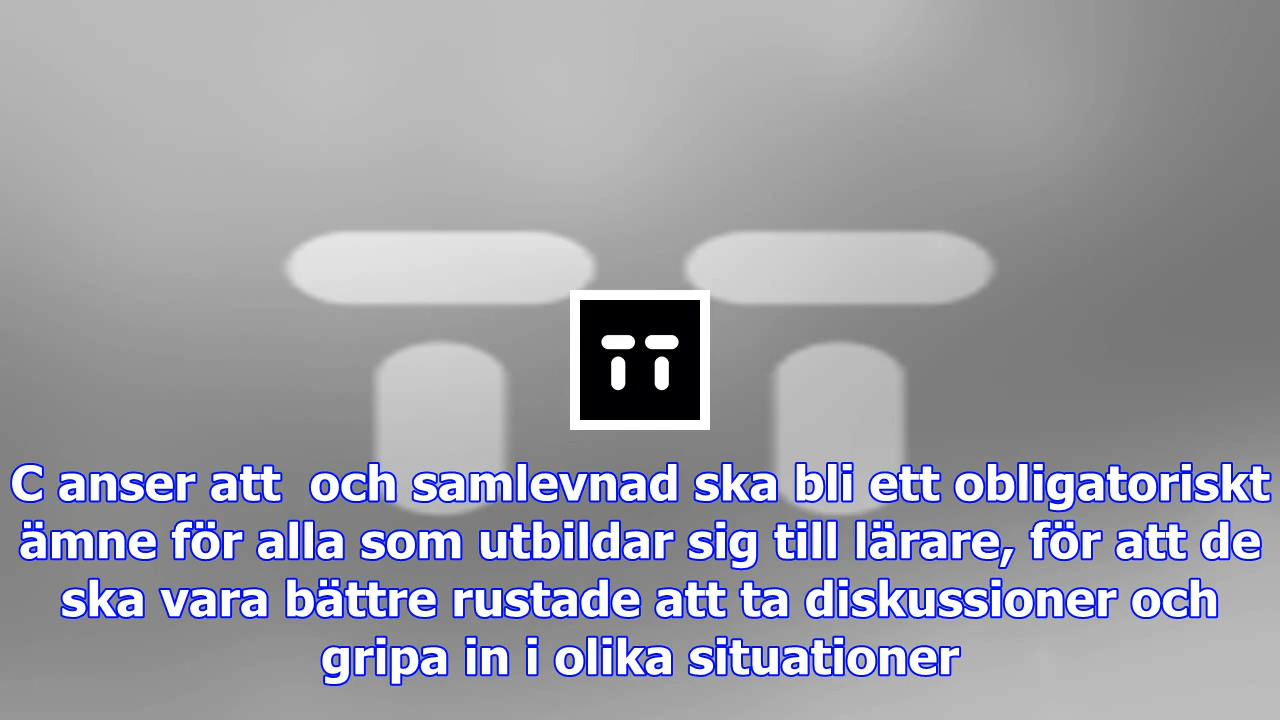 C anser att  och samlevnad ska bli ett obligatoriskt
ämne för alla som utbildar sig till lärare, för att de
ska vara bättre rustade att ta diskussioner och
gripa in i olika situationer